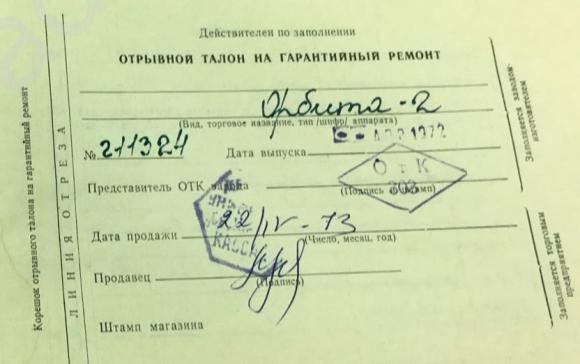 Действителен по заполнении
ОТРЫВНОЙ ТАЛОН НА ГАРАНТИЙНЫЙ РЕМОНТ
Орбита-2
(Вид, торговое название, тип /шифр/ аппарата)
№ 211324 Дата выпуска АПР 1972
Представитель ОТК завода
ОТК
(Подпись и штамп)
303
22/IV-73
Дата продажи
(Число, месяц, год)
КАССА
Продавец
(Подпись)
Штамп магазина
Корешок отрывного талона на гарантийный ремонт
ЛИНИЯ ОТРЕЗА
Заполняется заводом-
изготовителем
Заполняется торговым
предприятием